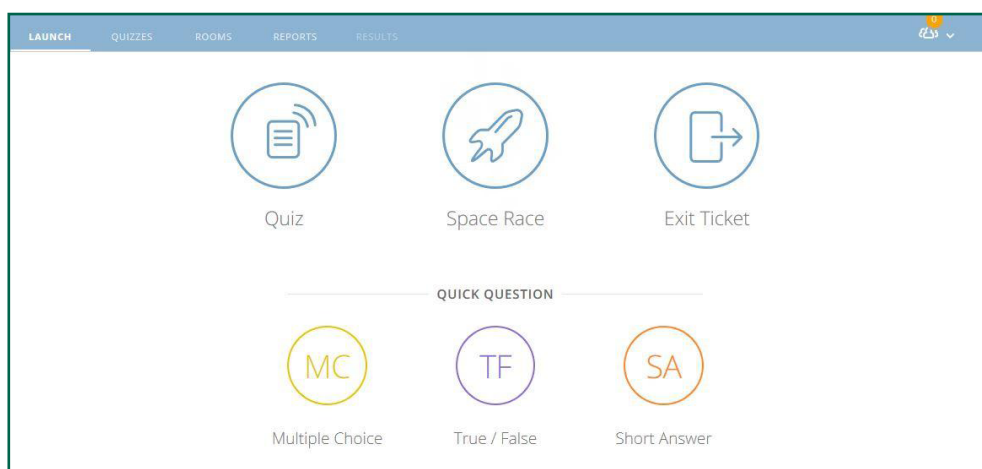 LAUNCH QUIZZES ROOMS REPORTS RESULTS 0
Quiz Space Race Exit Ticket
QUICK QUESTION
MC TF SA
Multiple Choice True / False Short Answer